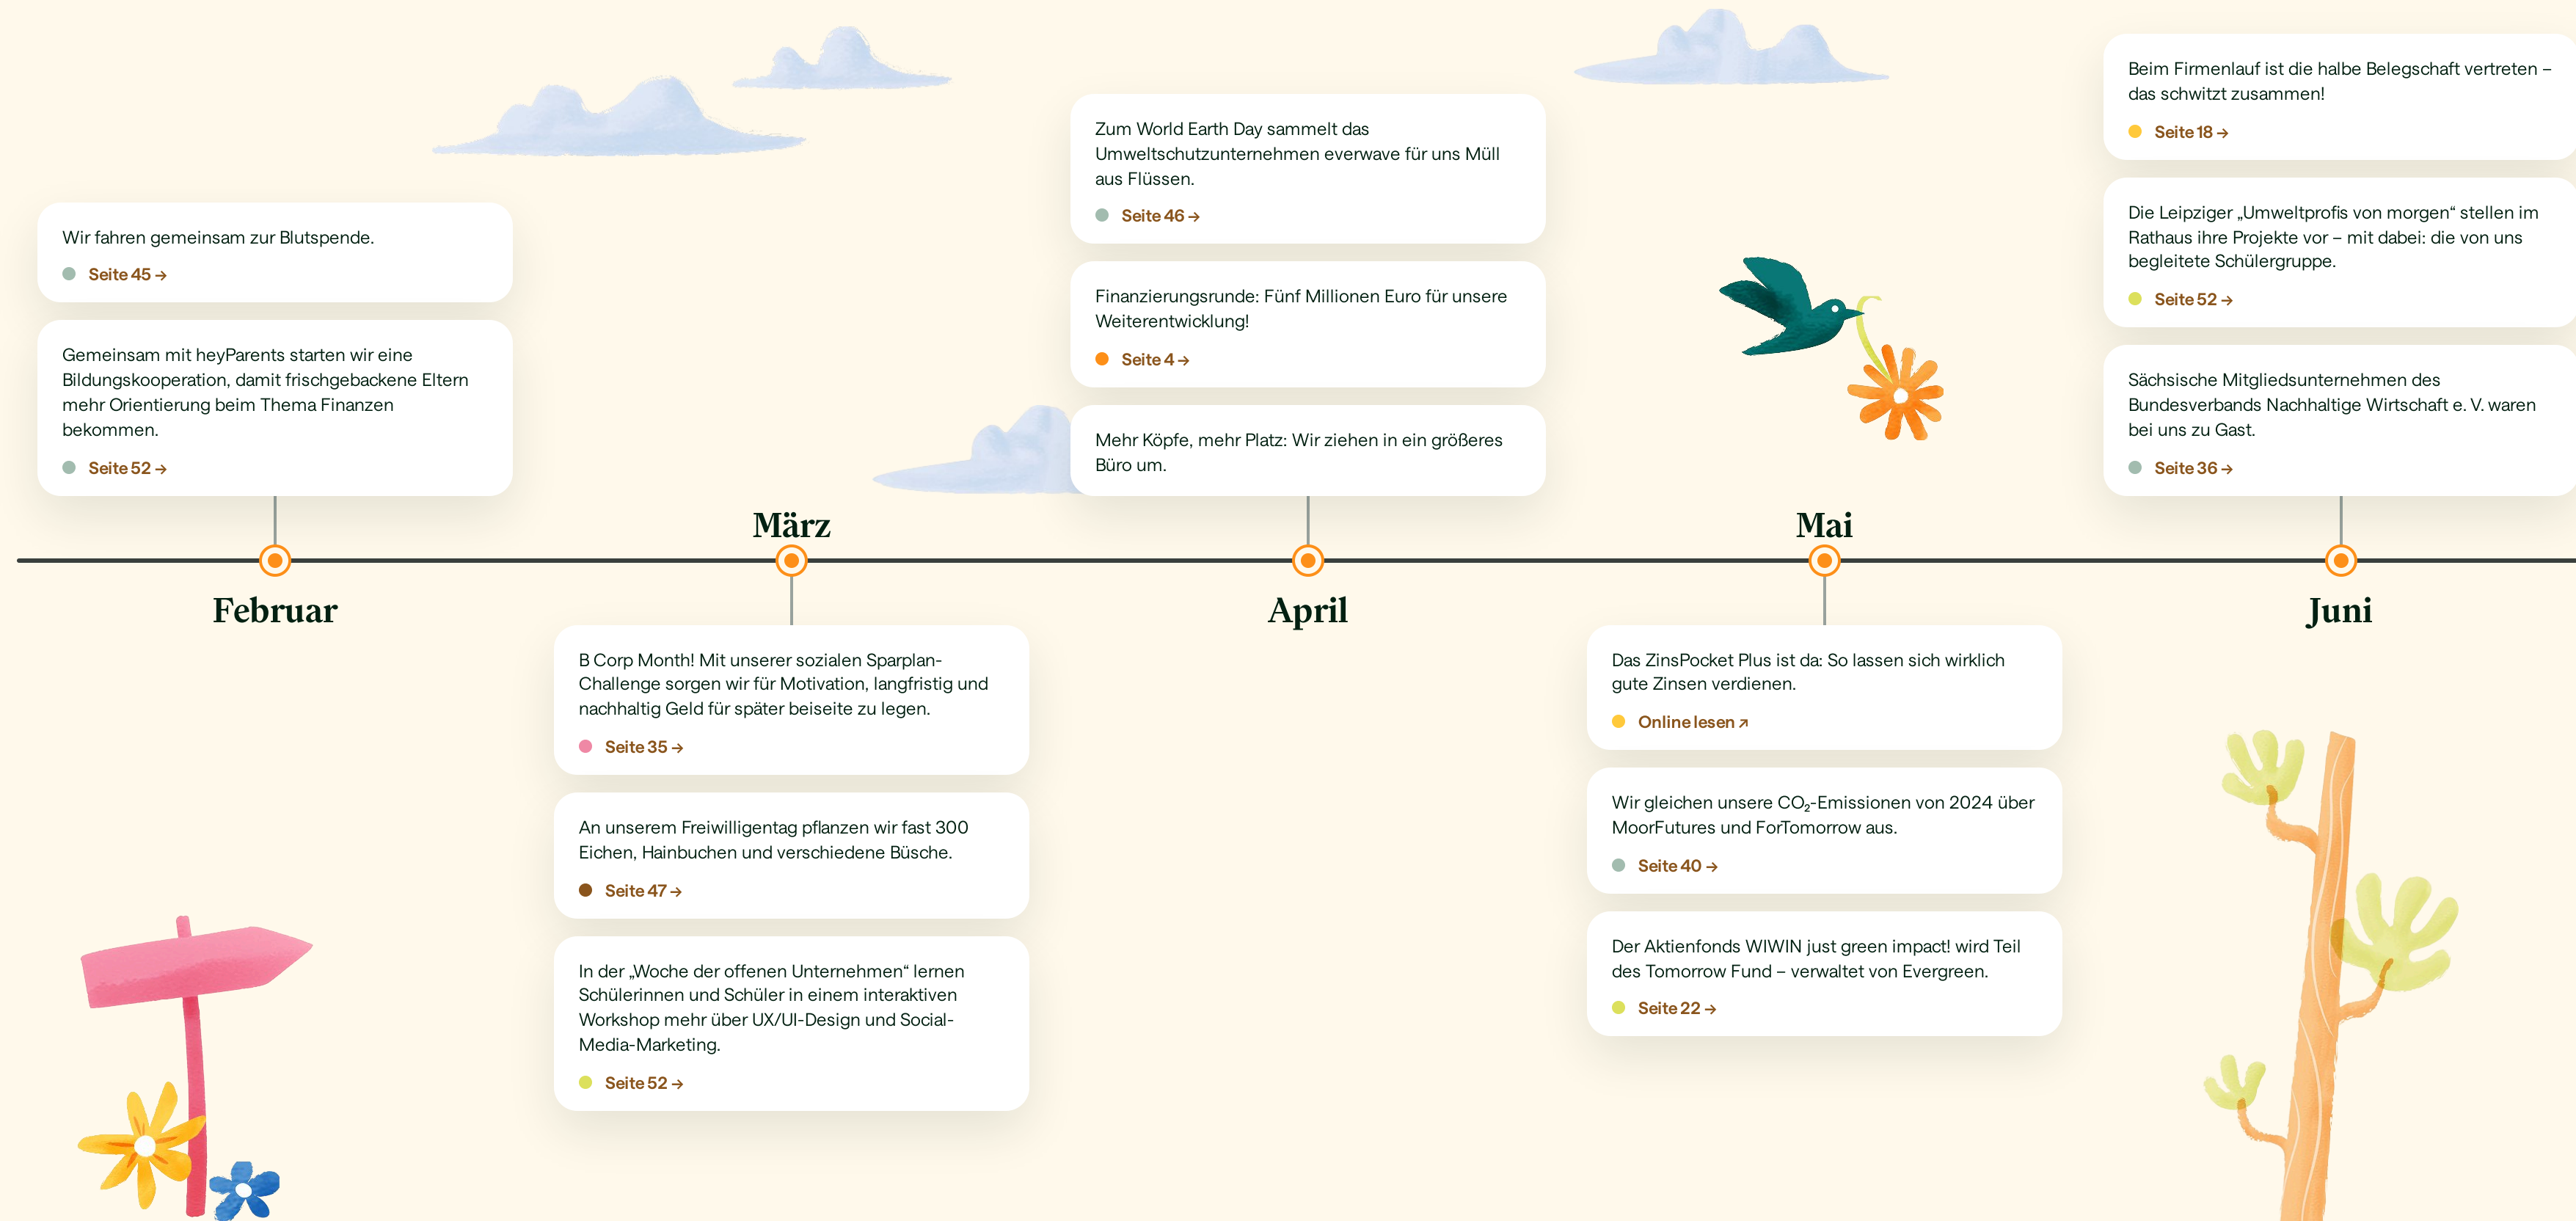 Wir fahren gemeinsam zur Blutspende.
Seite 45 →
Gemeinsam mit heyParents starten wir eine
Bildungskooperation, damit frischgebackene Eltern
mehr Orientierung beim Thema Finanzen
bekommen.
Seite 52 →
Februar
März
B Corp Month! Mit unserer sozialen Sparplan-
Challenge sorgen wir für Motivation, langfristig und
nachhaltig Geld für später beiseite zu legen.
Seite 35 →
An unserem Freiwilligentag pflanzen wir fast 300
Eichen, Hainbuchen und verschiedene Büsche.
Seite 47 →
In der „Woche der offenen Unternehmen“ lernen
Schülerinnen und Schüler in einem interaktiven
Workshop mehr über UX/UI-Design und Social-
Media-Marketing.
Seite 52 →
Zum World Earth Day sammelt das
Umweltschutzunternehmen everwave für uns Müll
aus Flüssen.
Seite 46 →
Finanzierungsrunde: Fünf Millionen Euro für unsere
Weiterentwicklung!
Seite 4 →
Mehr Köpfe, mehr Platz: Wir ziehen in ein größeres
Büro um.
April
Mai
Das ZinsPocket Plus ist da: So lassen sich wirklich
gute Zinsen verdienen.
Online lesen ↗
Wir gleichen unsere CO₂-Emissionen von 2024 über
MoorFutures und ForTomorrow aus.
Seite 40 →
Der Aktienfonds WIWIN just green impact! wird Teil
des Tomorrow Fund – verwaltet von Evergreen.
Seite 22 →
Beim Firmenlauf ist die halbe Belegschaft vertreten –
das schwitzt zusammen!
Seite 18 →
Die Leipziger „Umweltprofis von morgen“ stellen im
Rathaus ihre Projekte vor – mit dabei: die von uns
begleitete Schülergruppe.
Seite 52 →
Sächsische Mitgliedsunternehmen des
Bundesverbands Nachhaltige Wirtschaft e. V. waren
bei uns zu Gast.
Seite 36 →
Juni